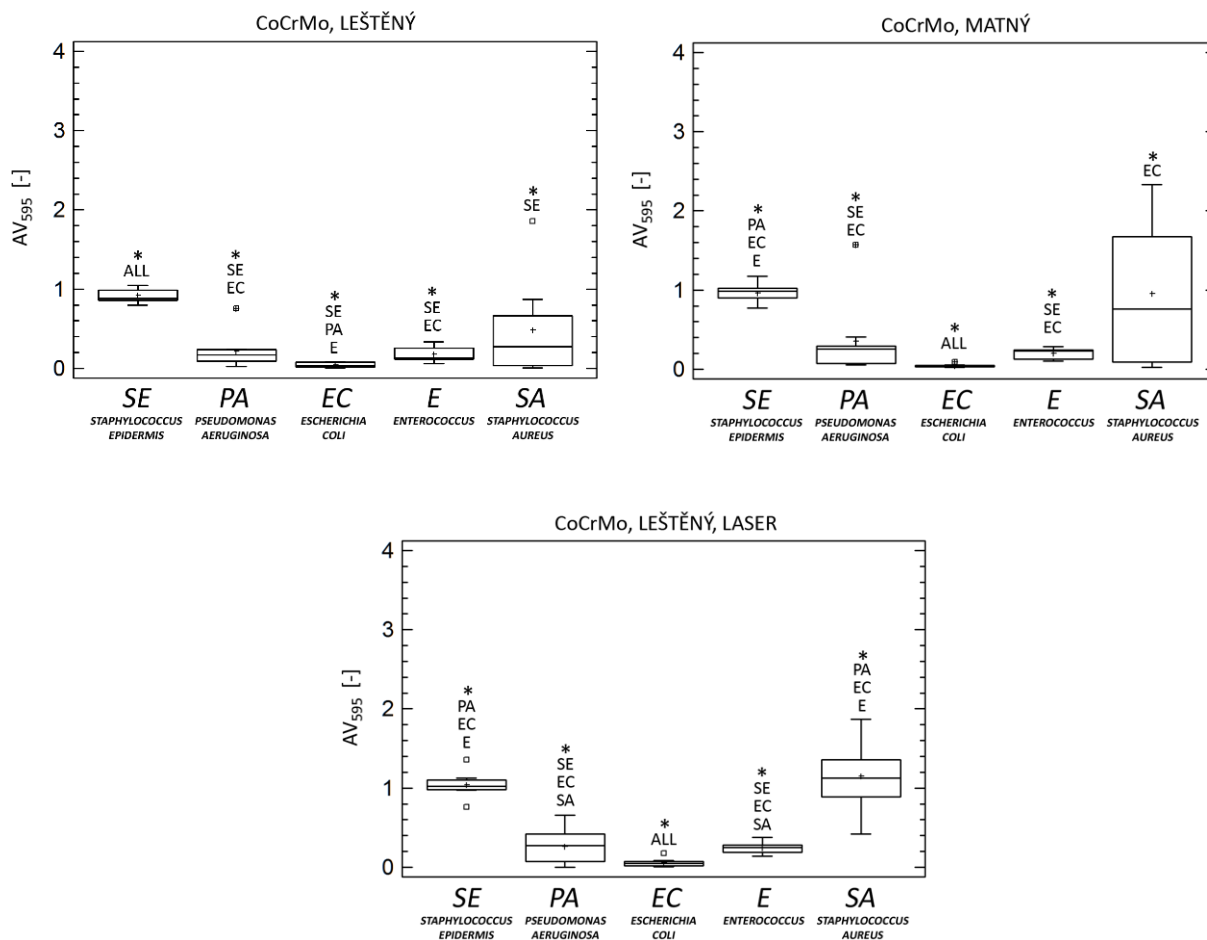 CoCrMo, LEŠTĚNÝ
AV595 [-]
4
3
2
1
0
*
ALL
*
SE
EC
*
SE
PA
E
*
SE
EC
*
SE
SE PA EC E SA
STAPHYLOCOCCUS EPIDERMIS
PSEUDOMONAS AERUGINOSA
ESCHERICHIA COLI
ENTEROCOCCUS
STAPHYLOCOCCUS AUREUS
CoCrMo, MATNÝ
AV595 [-]
4
3
2
1
0
*
PA
EC
E
*
SE
EC
*
ALL
*
SE
EC
*
EC
SE PA EC E SA
STAPHYLOCOCCUS EPIDERMIS
PSEUDOMONAS AERUGINOSA
ESCHERICHIA COLI
ENTEROCOCCUS
STAPHYLOCOCCUS AUREUS
CoCrMo, LEŠTĚNÝ, LASER
AV595 [-]
4
3
2
1
0
*
PA
EC
E
*
SE
EC
SA
*
ALL
*
SE
EC
SA
*
PA
EC
E
SE PA EC E SA
STAPHYLOCOCCUS EPIDERMIS
PSEUDOMONAS AERUGINOSA
ESCHERICHIA COLI
ENTEROCOCCUS
STAPHYLOCOCCUS AUREUS